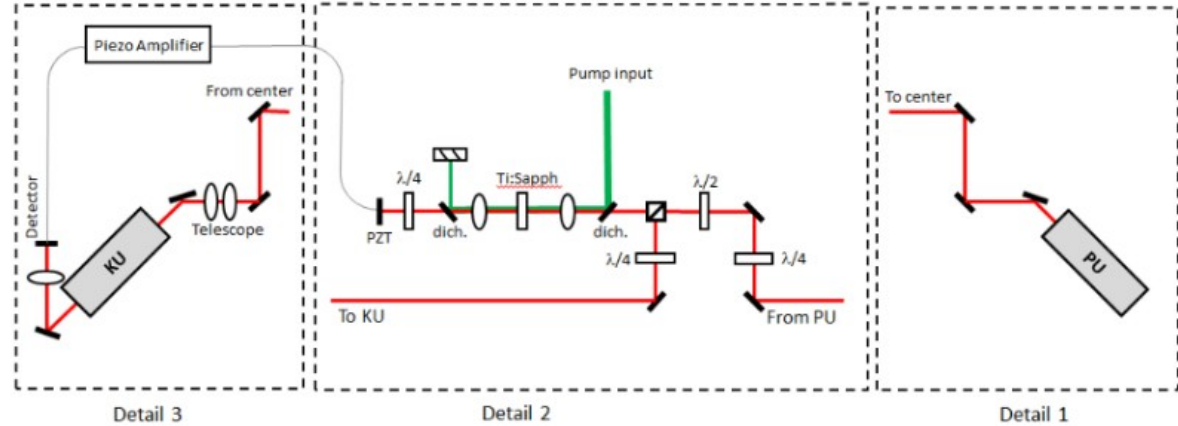 Piezo Amplifier
From center
Detector
KU
Telescope
Detail 3
Pump input
λ/4
Ti:Sapph
λ/2
PZT
dich.
dich.
λ/4
λ/4
To KU
From PU
Detail 2
To center
PU
Detail 1